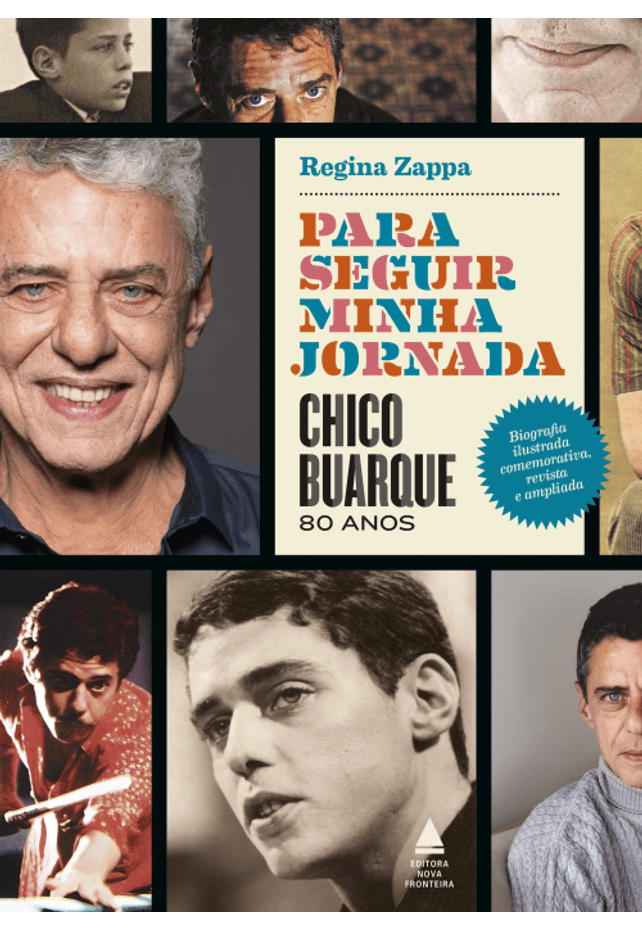 Regina Zappa
PARA
SEGUIR
MINHA
JORNADA
CHICO
BUARQUE
80 ANOS
Biografia
ilustrada
comemorativa,
revista
e ampliada
EDITORA
NOVA
FRONTEIRA